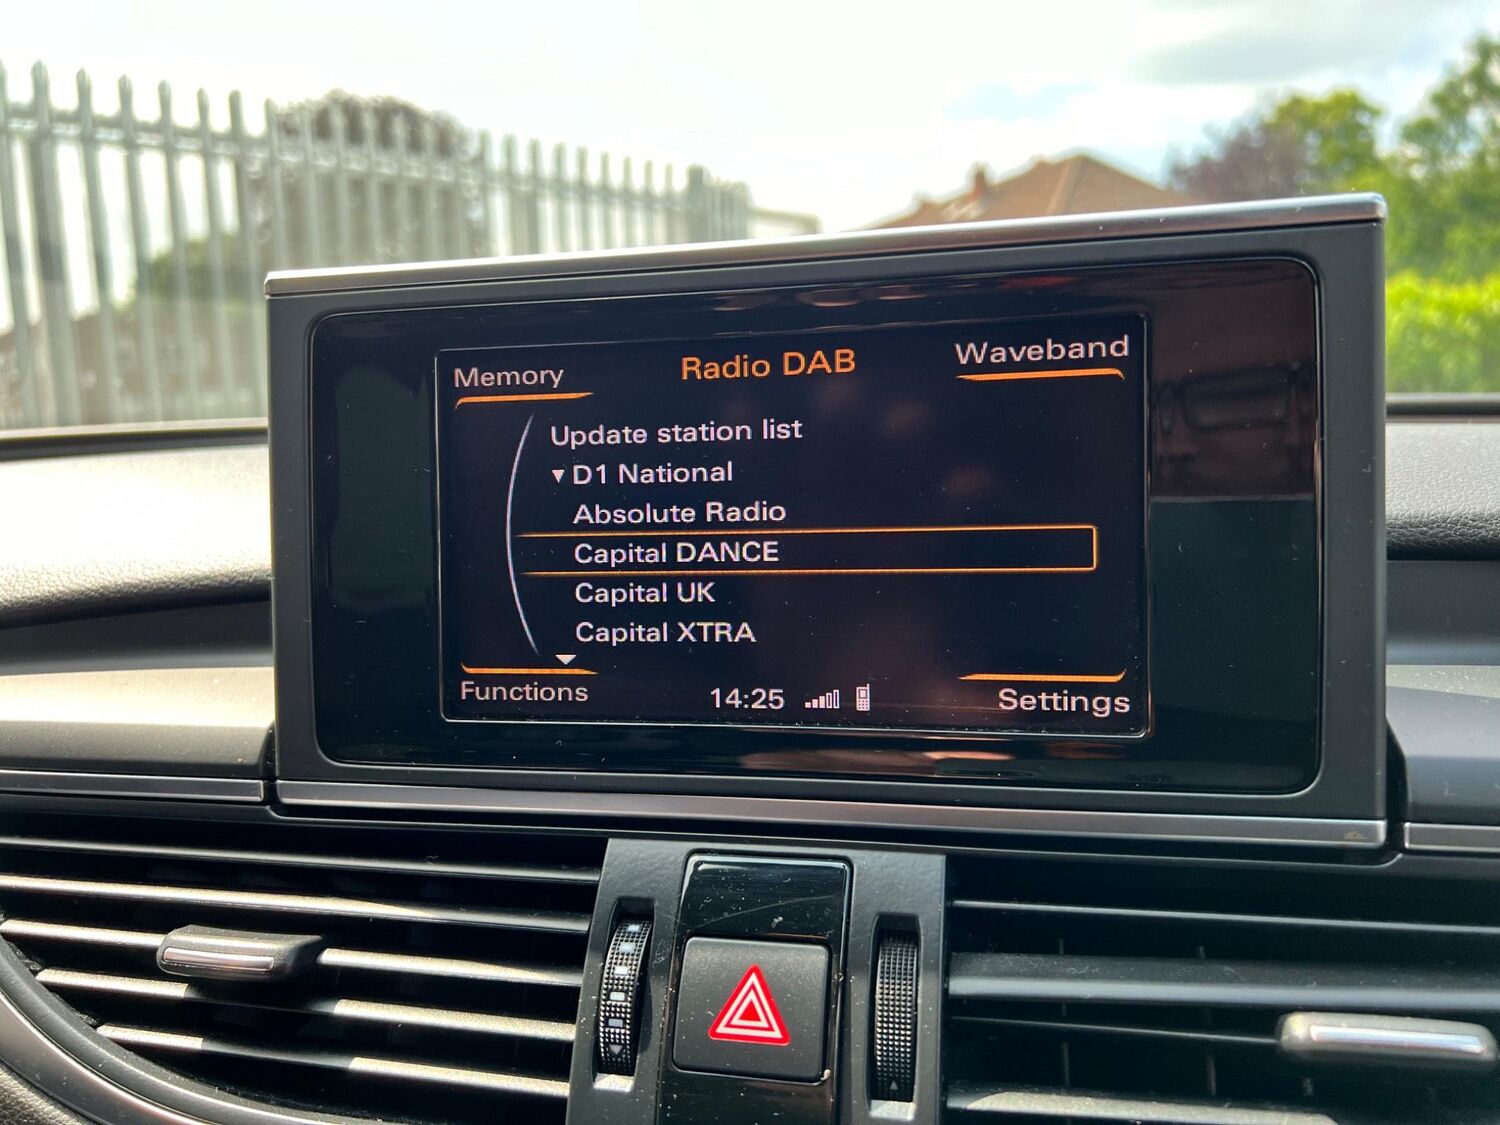 Memory
Radio DAB
Waveband
Update station list
D1 National
Absolute Radio
Capital DANCE
Capital UK
Capital XTRA
Functions
14:25
Settings